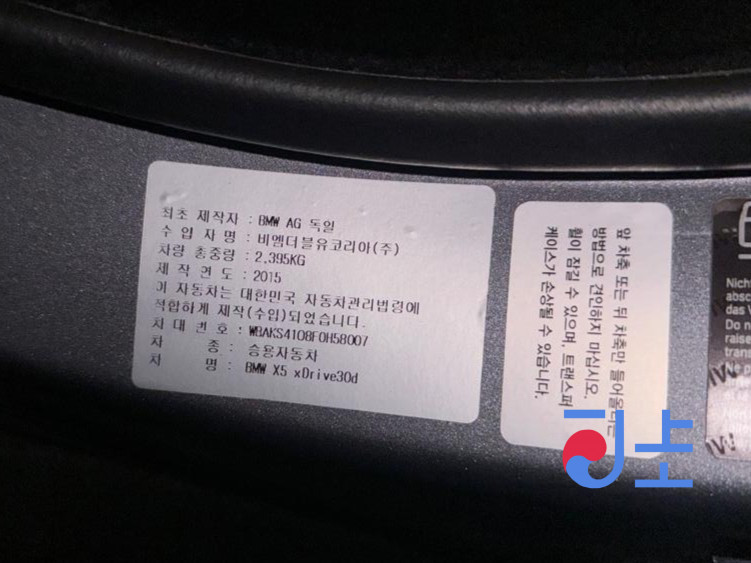 최초 제작자 : BMW AG 독일
수 입 자 명 : 비엠더블유코리아(주)
차량 총중량 : 2,395KG
제 작 연 도 : 2015
이 자동차는 대한민국 자동차관리법령에
적합하게 제작(수입)되었습니다.
차 대 번 호 : WBAKS4108F0H58007
차 종 : 승용자동차
차 명 : BMW X5 xDrive30d
앞 차축 또는 뒤 차축만 들어올리는
방법으로 견인하지 마십시오.
휠이 잠길 수 있으며, 트랜스퍼
케이스가 손상될 수 있습니다.
Nicht
absch
das V
Do n
raise
tran